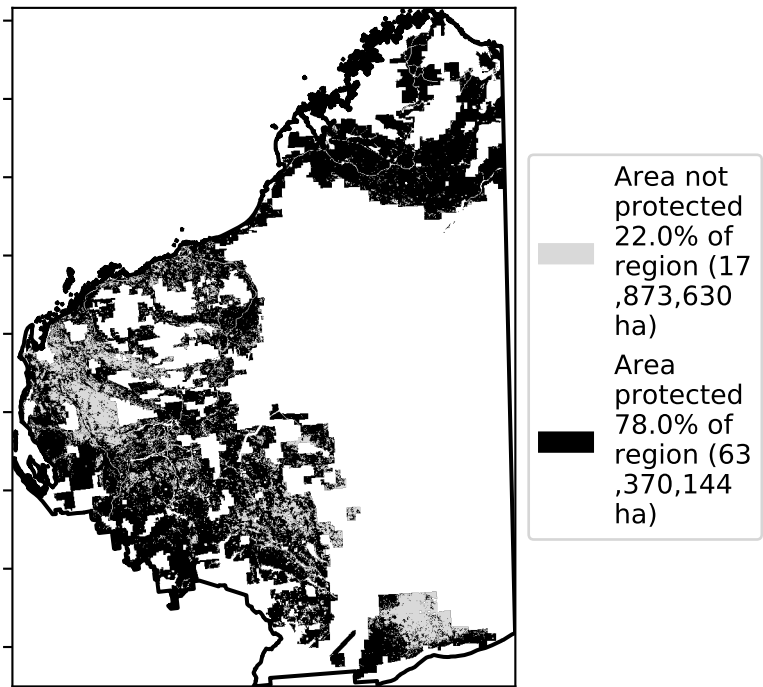 Area not
protected
22.0% of
region (17
,873,630
ha)
Area
protected
78.0% of
region (63
,370,144
ha)